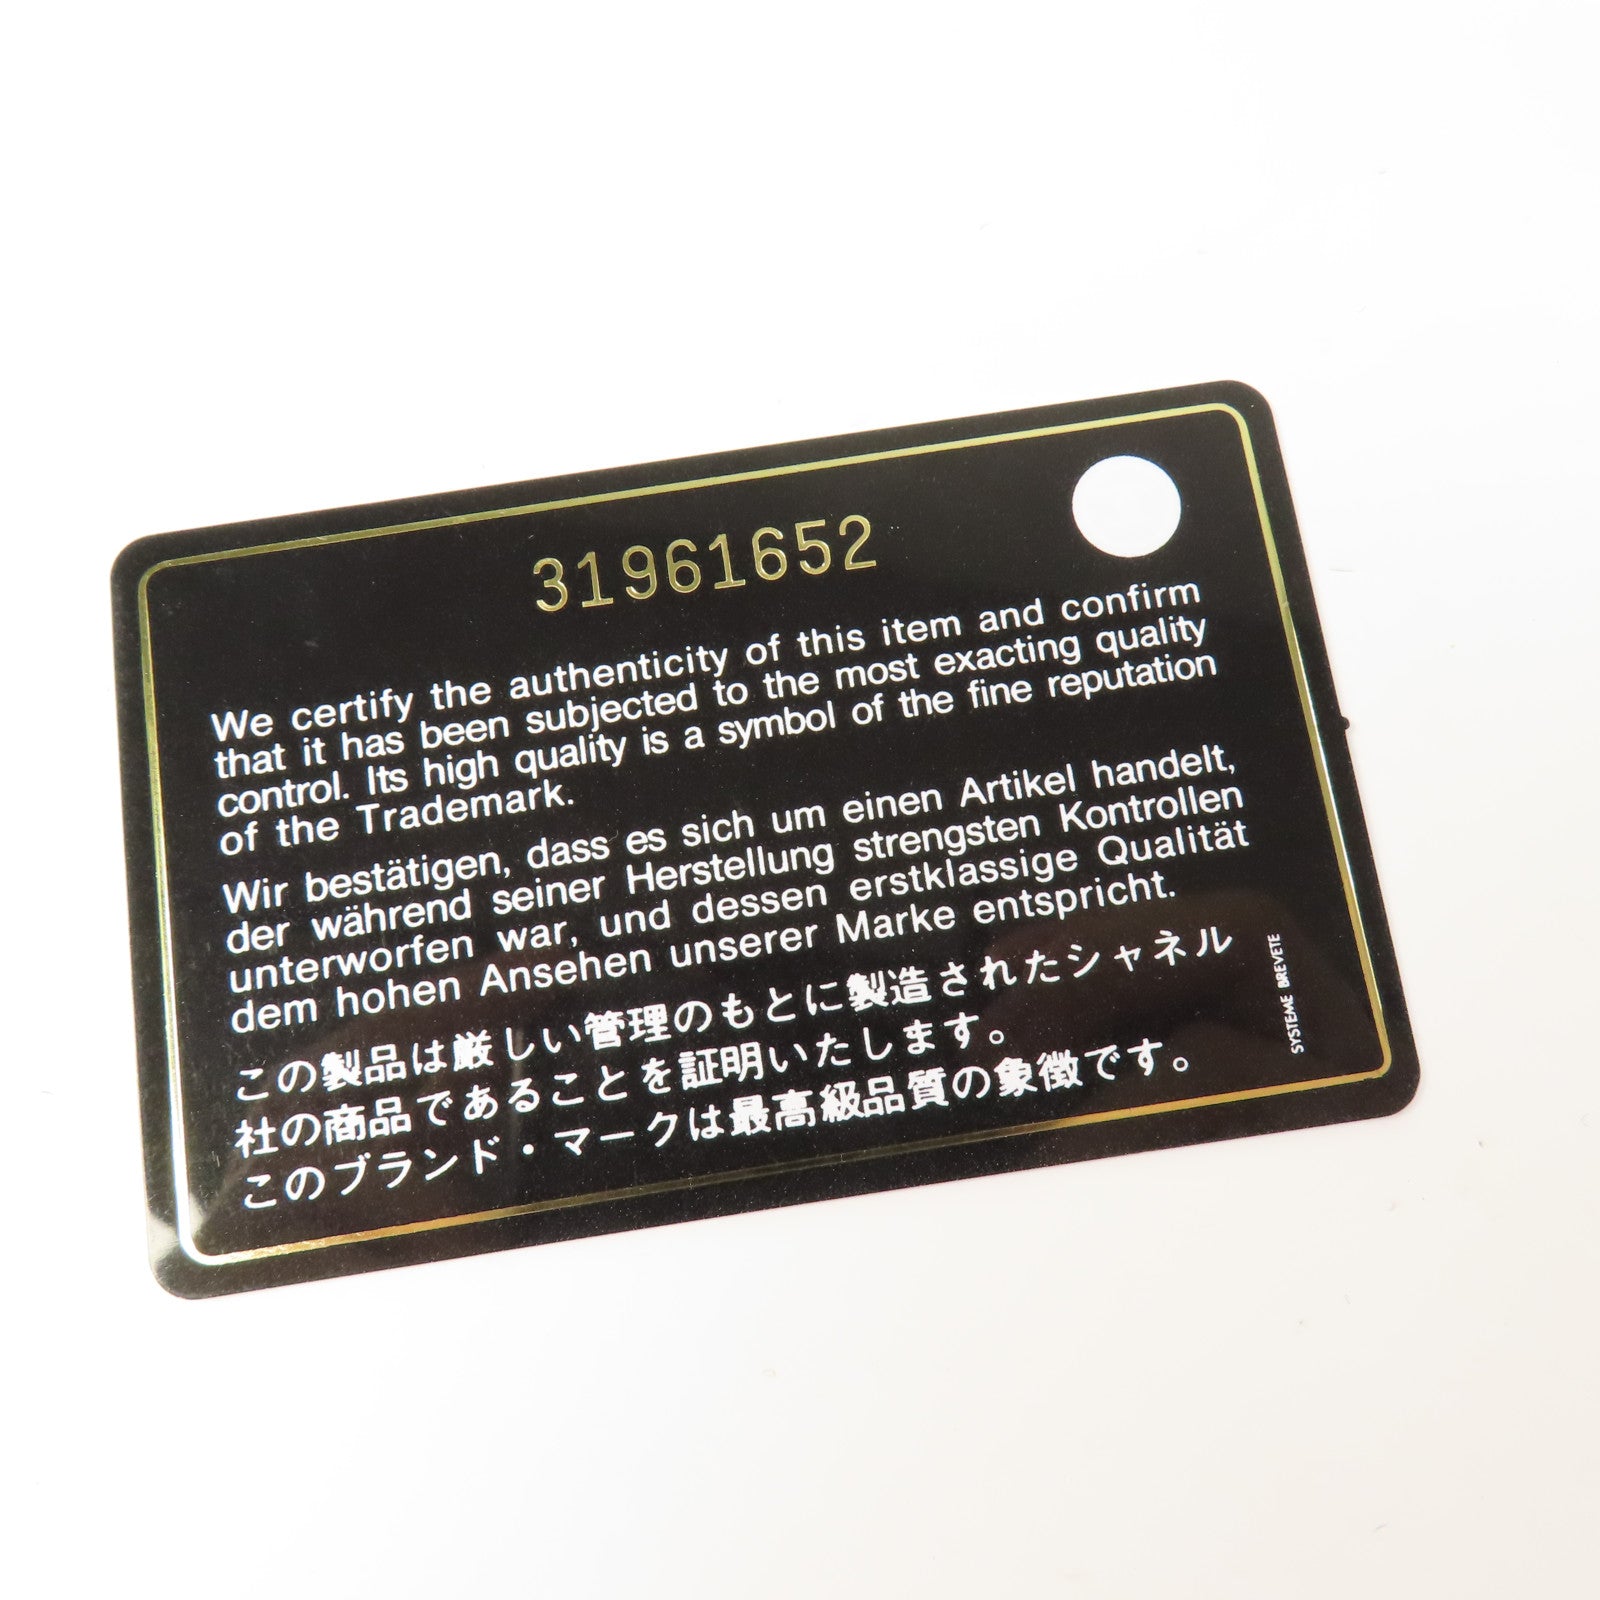 31961652
We certify the authenticity of this item and confirm
that it has been subjected to the most exacting quality
control. Its high quality is a symbol of the fine reputation
of the Trademark.
Wir bestätigen, dass es sich um einen Artikel handelt,
der während seiner Herstellung strengsten Kontrollen
unterworfen war, und dessen erstklassige Qualität
dem hohen Ansehen unserer Marke entspricht.
この製品は厳しい管理のもとに製造されたシャネル
社の商品であることを証明いたします。
このブランド・マークは最高級品質の象徴です。
SYSTEME BREVETE